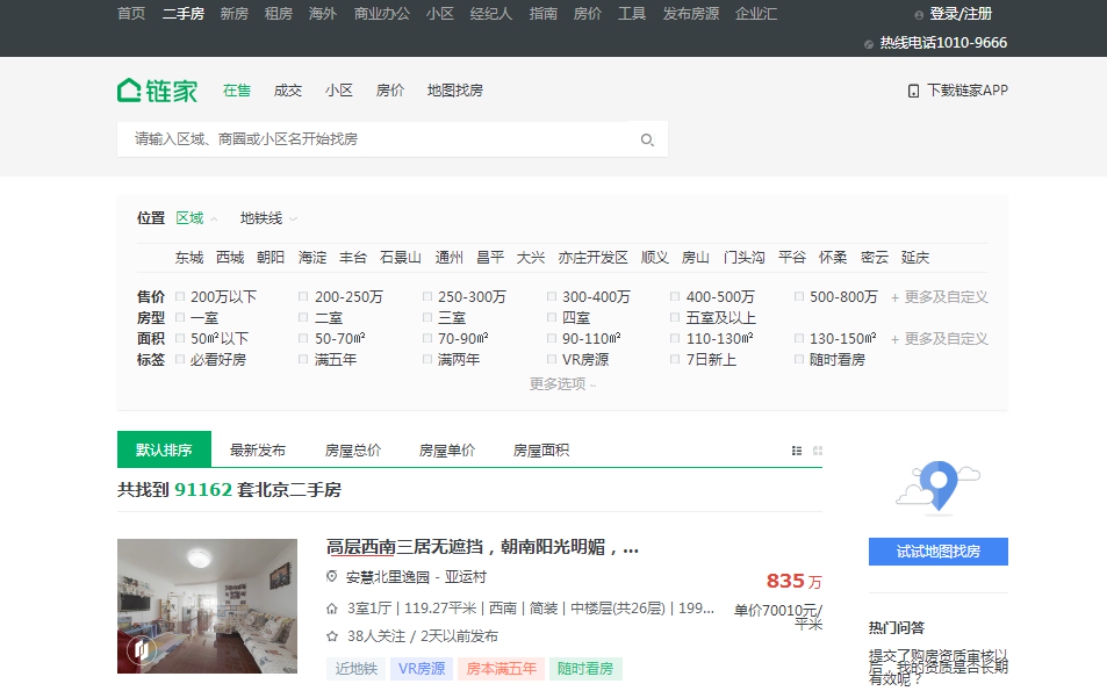 首页 二手房 新房 租房 海外 商业办公 小区 经纪人 指南 房价 工具 发布房源 企业汇 登录/注册
热线电话1010-9666
链家 在售 成交 小区 房价 地图找房 下载链家APP
请输入区域、商圈或小区名开始找房
位置 区域 地铁线
东城 西城 朝阳 海淀 丰台 石景山 通州 昌平 大兴 亦庄开发区 顺义 房山 门头沟 平谷 怀柔 密云 延庆
售价 200万以下 200-250万 250-300万 300-400万 400-500万 500-800万 + 更多及自定义
房型 一室 二室 三室 四室 五室及以上
面积 50㎡以下 50-70㎡ 70-90㎡ 90-110㎡ 110-130㎡ 130-150㎡ + 更多及自定义
标签 必看好房 满五年 满两年 VR房源 7日新上 随时看房
更多选项
默认排序 最新发布 房屋总价 房屋单价 房屋面积
共找到 91162 套北京二手房
试试地图找房
高层西南三居无遮挡，朝南阳光明媚，...
安慧北里逸园 - 亚运村
835万
3室1厅 | 119.27平米 | 西南 | 简装 | 中楼层(共26层) | 199...
单价70010元/
平米
38人关注 / 2天以前发布
近地铁 VR房源 房本满五年 随时看房
热门问答
提交了购房资质审核以
后，我的资质是否长期
有效呢？